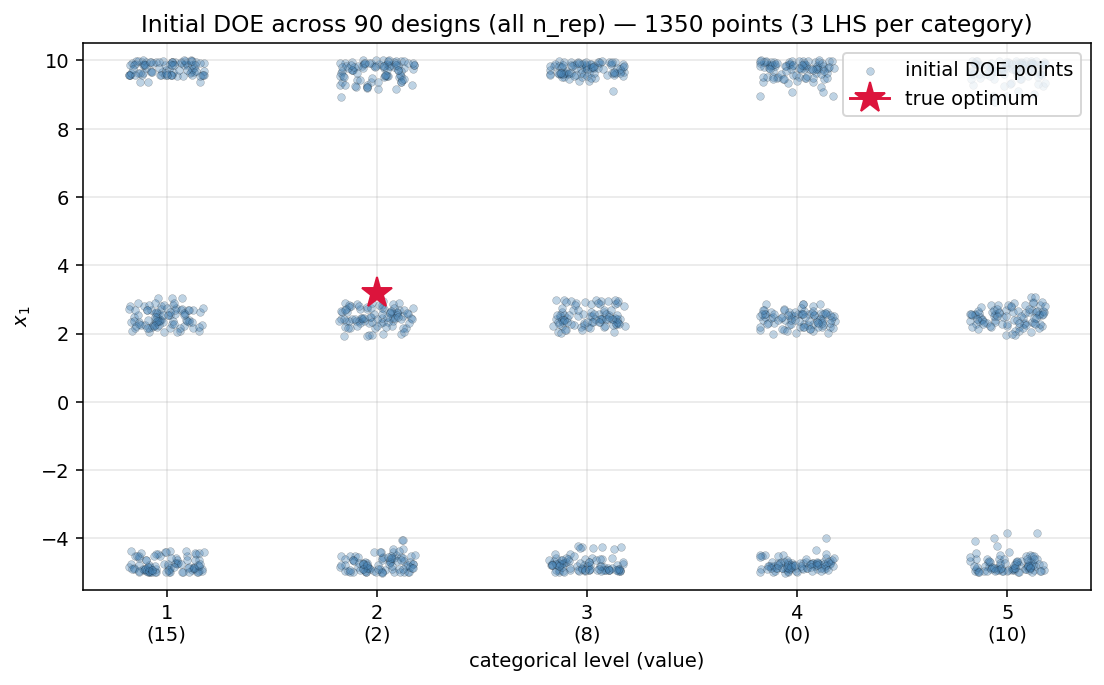 Initial DOE across 90 designs (all n_rep) — 1350 points (3 LHS per category)
10
8
6
4
2
0
−2
−4
x₁
initial DOE points
true optimum
1 2 3 4 5
(15) (2) (8) (0) (10)
categorical level (value)